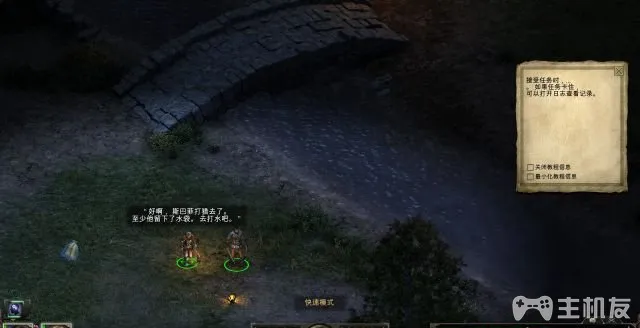 接受任务时，...
。如果任务卡住
可以打开日志查看记录。
关闭教程信息
最小化教程信息
"好啊，斯巴菲打猎去了。
至少他留下了水袋。去打水吧。"
快速模式
主机友